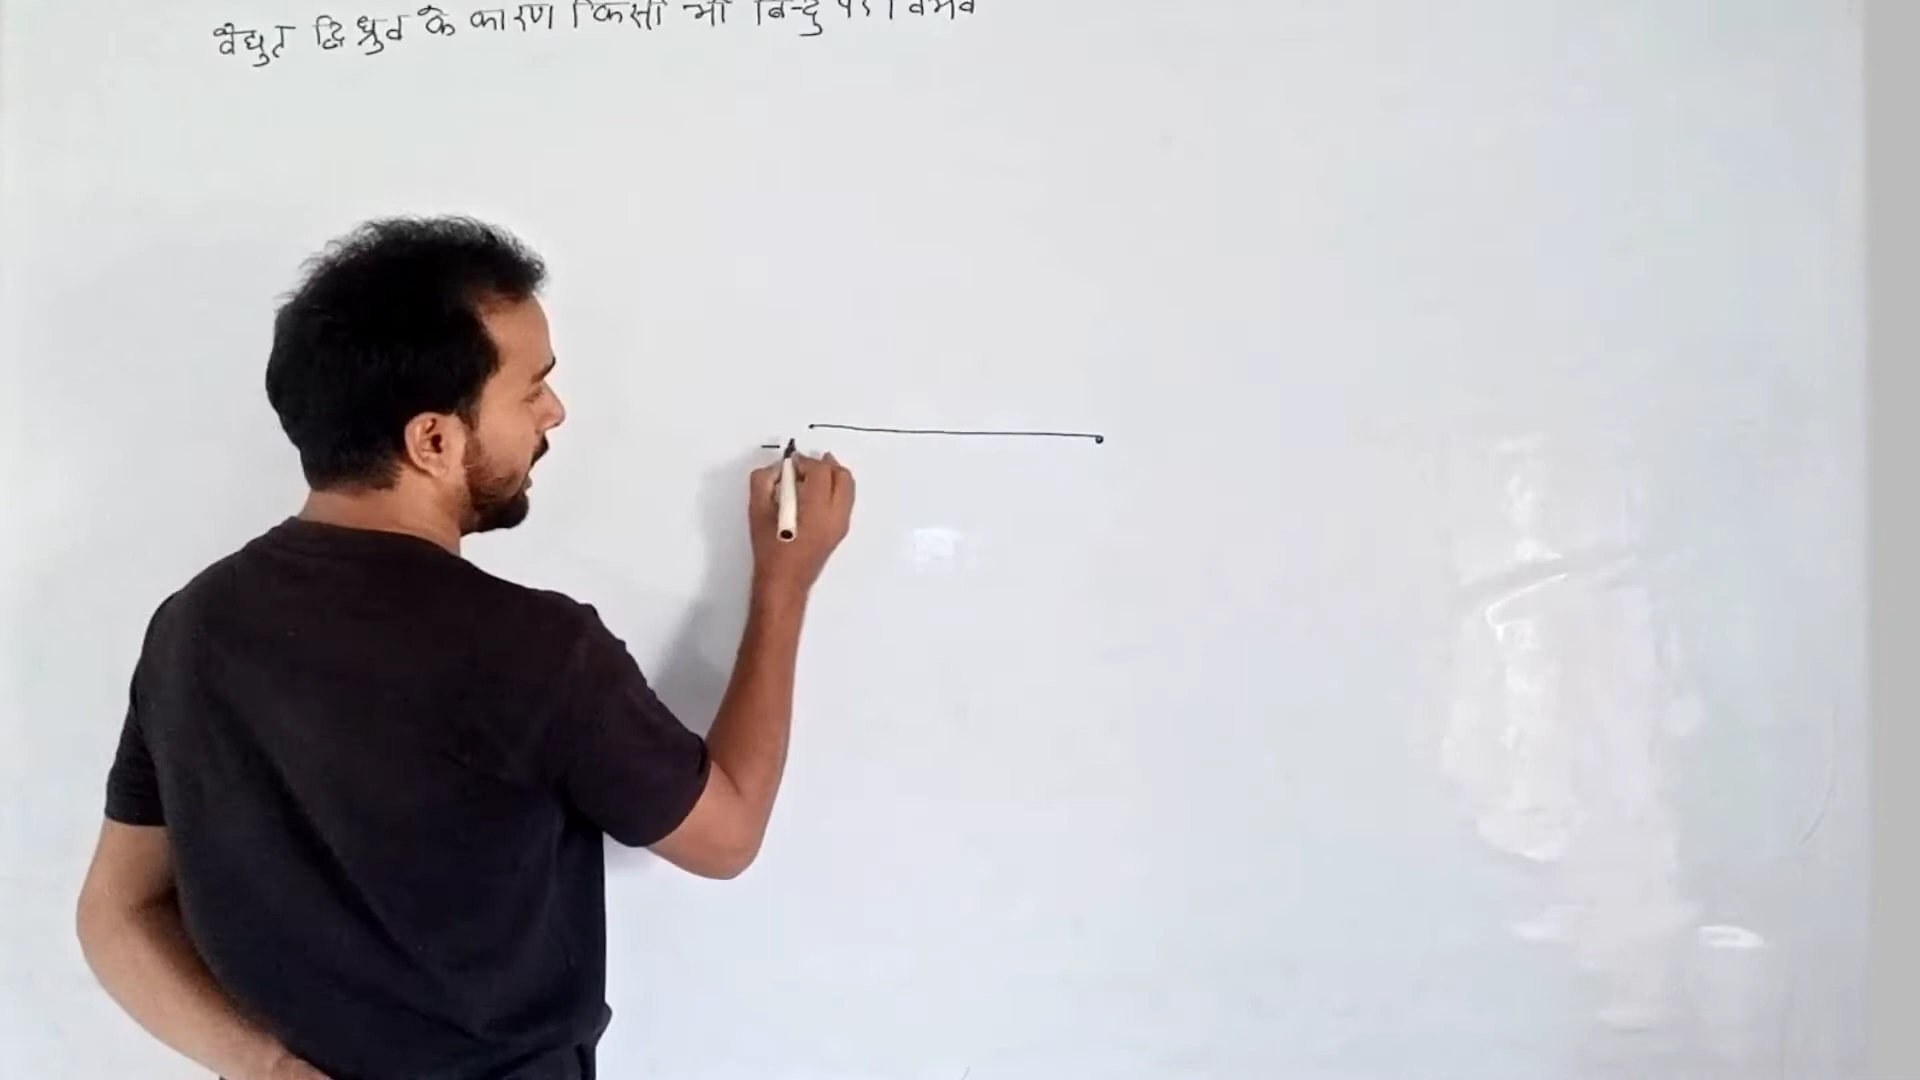 वैद्युत द्विध्रुव के कारण किसी भी बिन्दु पर विभव
-